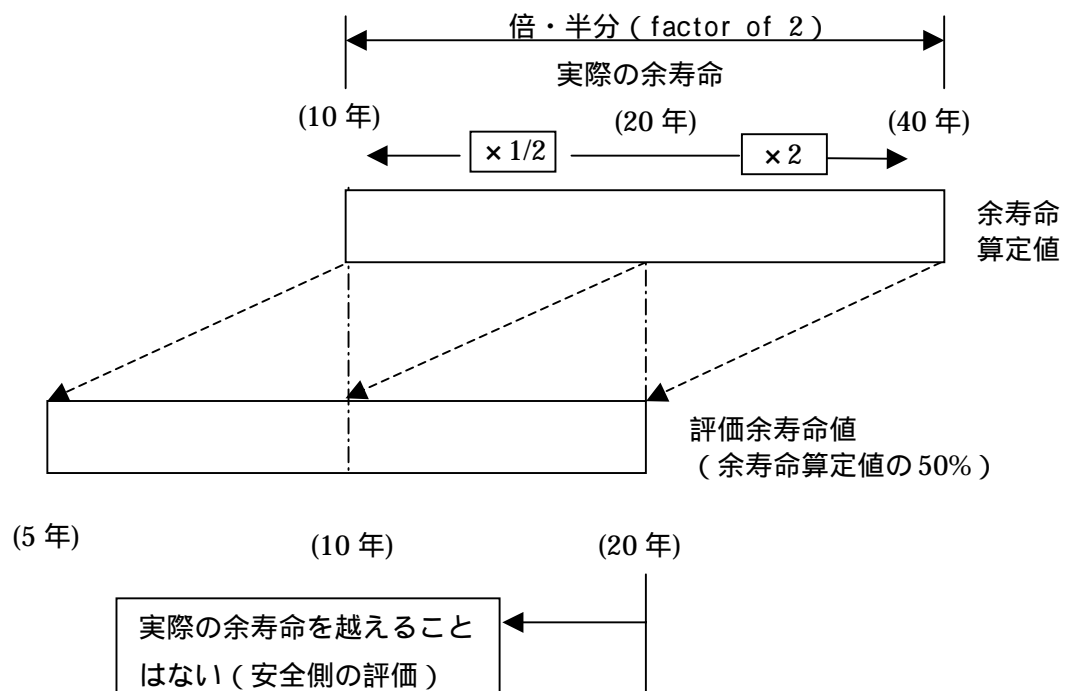 倍・半分（factor of 2）
実際の余寿命
(10 年) (20 年) (40 年)
×1/2 ×2
余寿命
算定値
評価余寿命値
（余寿命算定値の50%）
(5 年) (10 年) (20 年)
実際の余寿命を越えること
はない（安全側の評価）